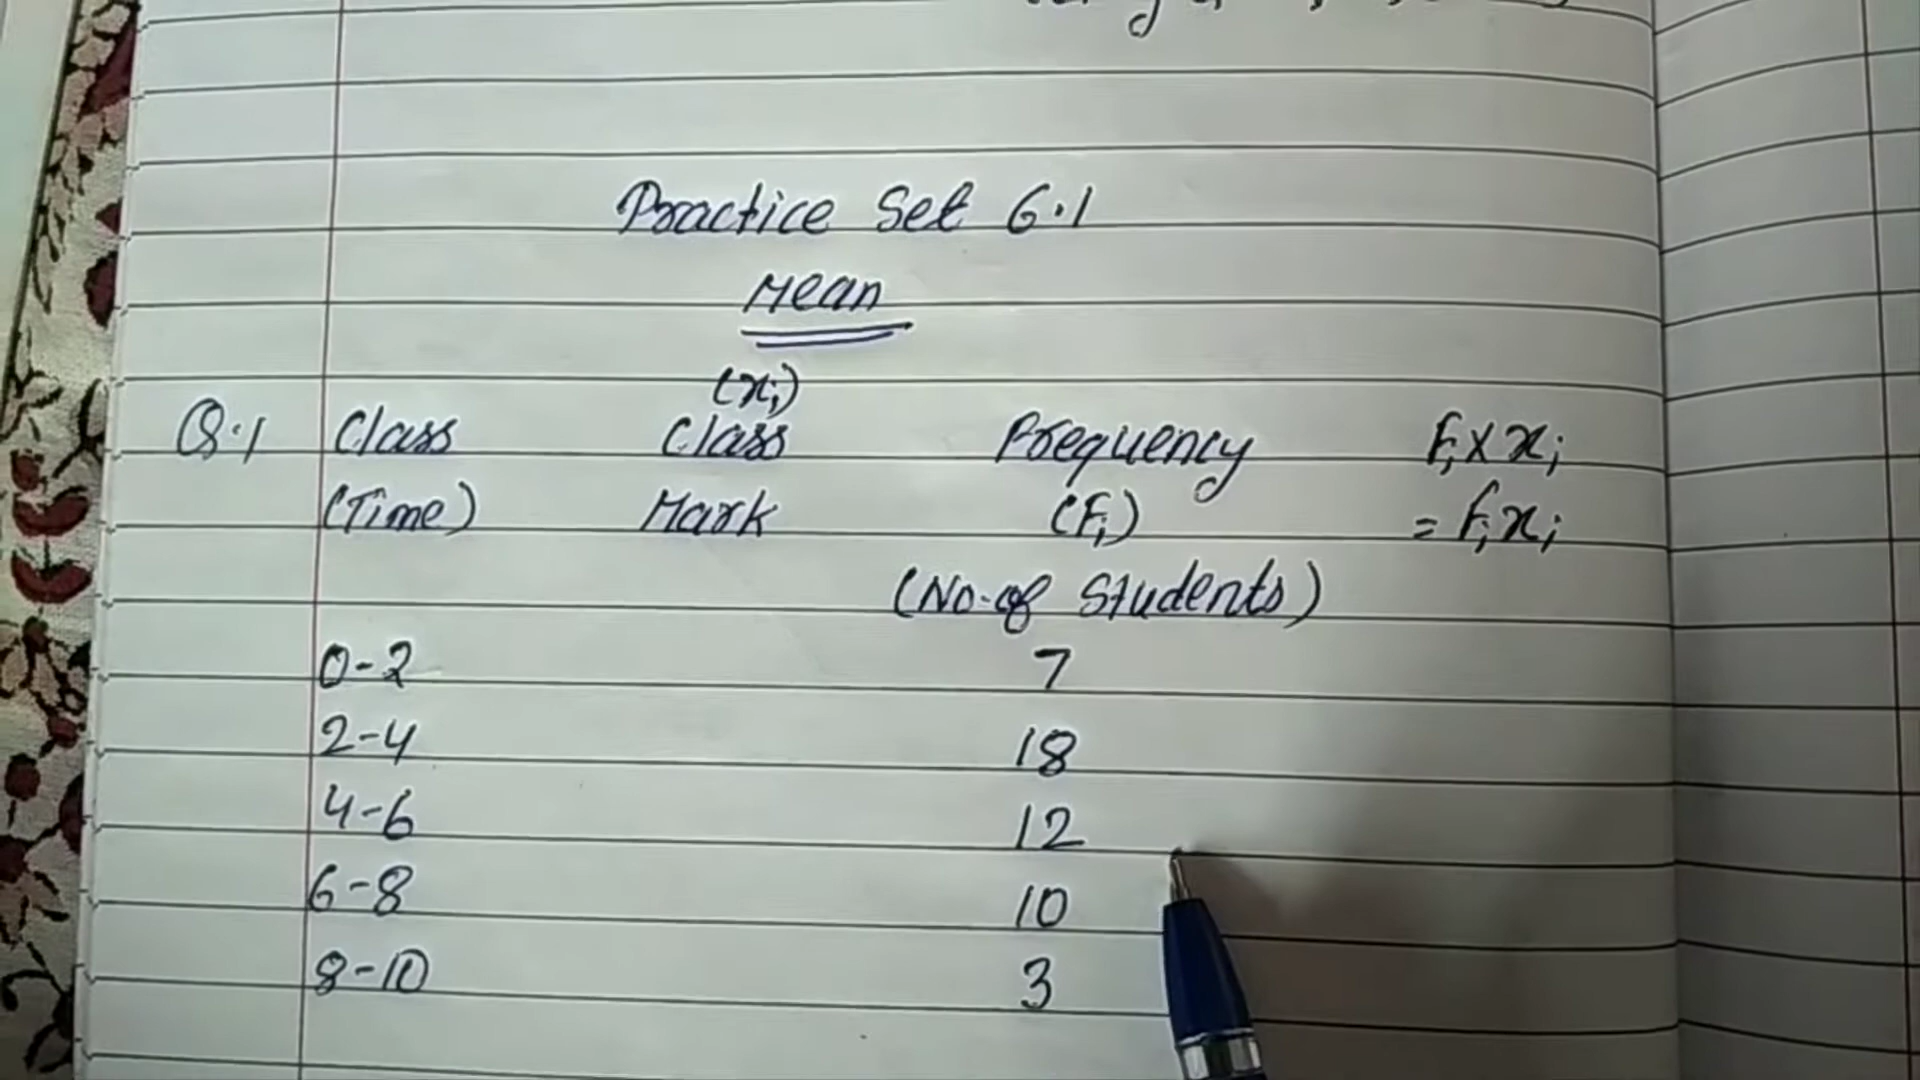 Practice Set 6.1
Mean
(xi)
Q.1 Class Class Frequency Fi×xi
(Time) Mark (Fi) = fixi
(No. of Students)
0-2 7
2-4 18
4-6 12
6-8 10
8-10 3